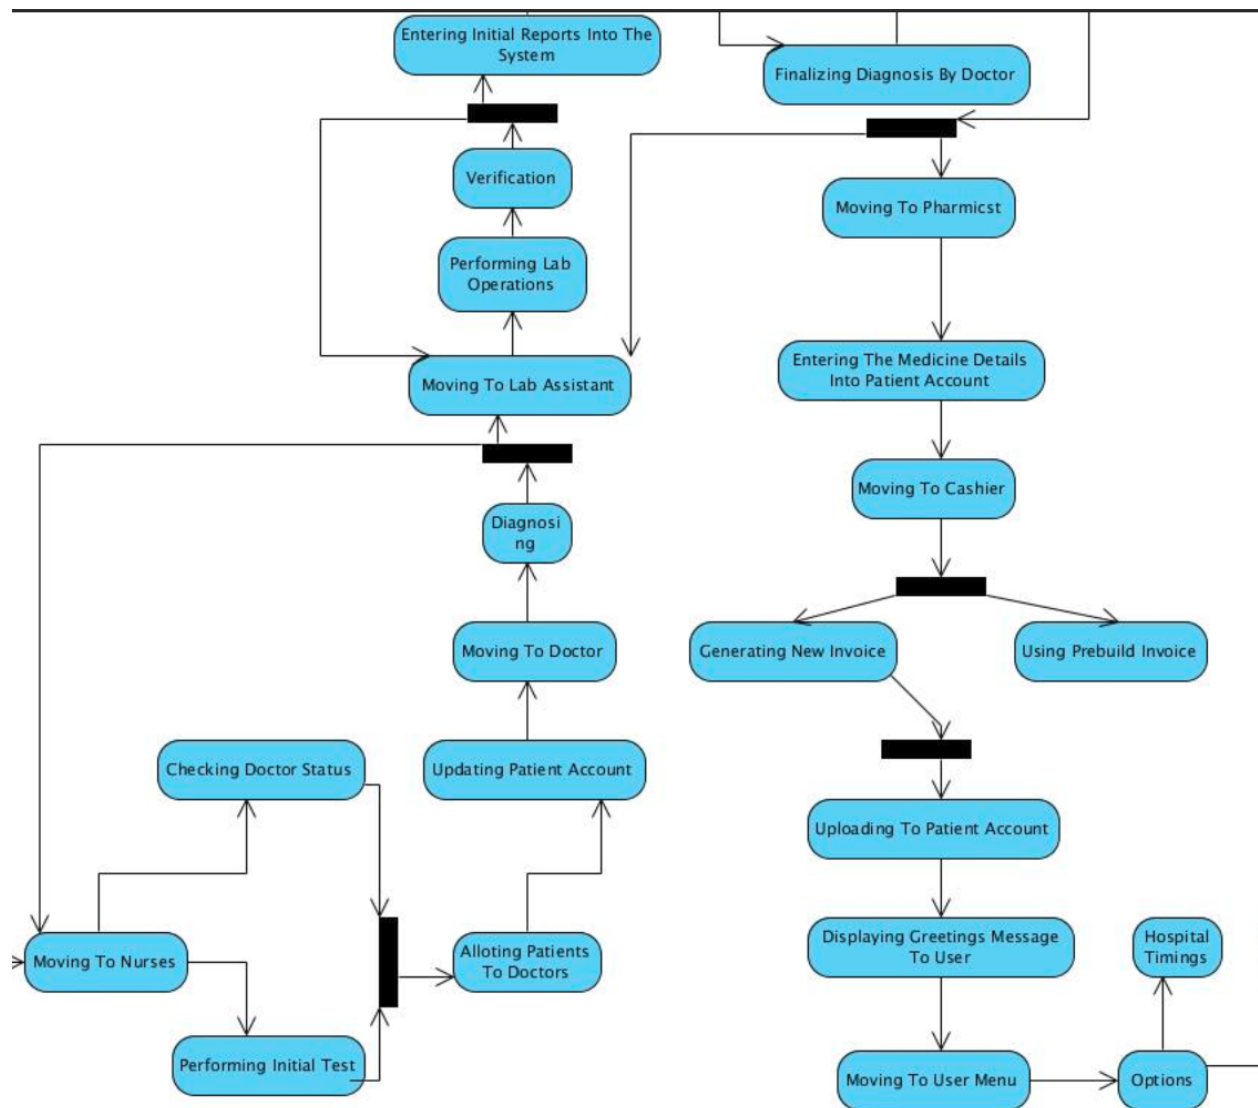 Entering Initial Reports Into The
System
Finalizing Diagnosis By Doctor
Verification
Moving To Pharmicst
Performing Lab
Operations
Entering The Medicine Details
Into Patient Account
Moving To Lab Assistant
Moving To Cashier
Diagnosi
ng
Moving To Doctor
Generating New Invoice
Using Prebuild Invoice
Checking Doctor Status
Updating Patient Account
Uploading To Patient Account
Moving To Nurses
Alloting Patients
To Doctors
Displaying Greetings Message
To User
Hospital
Timings
Performing Initial Test
Moving To User Menu
Options